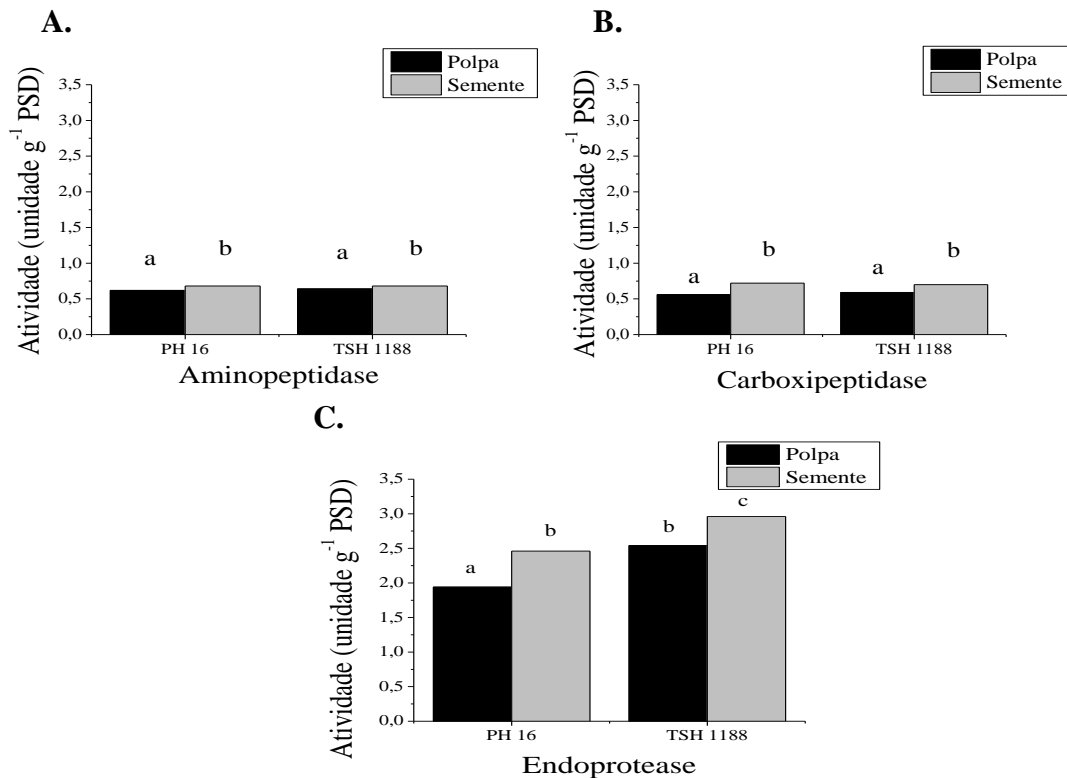 A.
Polpa
Semente
Atividade (unidade g⁻¹ PSD)
3,5
3,0
2,5
2,0
1,5
1,0
0,5
0,0
a
b
a
b
PH 16
TSH 1188
Aminopeptidase
B.
Polpa
Semente
Atividade (unidade g⁻¹ PSD)
3,5
3,0
2,5
2,0
1,5
1,0
0,5
0,0
a
b
a
b
PH 16
TSH 1188
Carboxipeptidase
C.
Polpa
Semente
Atividade (unidade g⁻¹ PSD)
3,5
3,0
2,5
2,0
1,5
1,0
0,5
0,0
a
b
b
c
PH 16
TSH 1188
Endoprotease